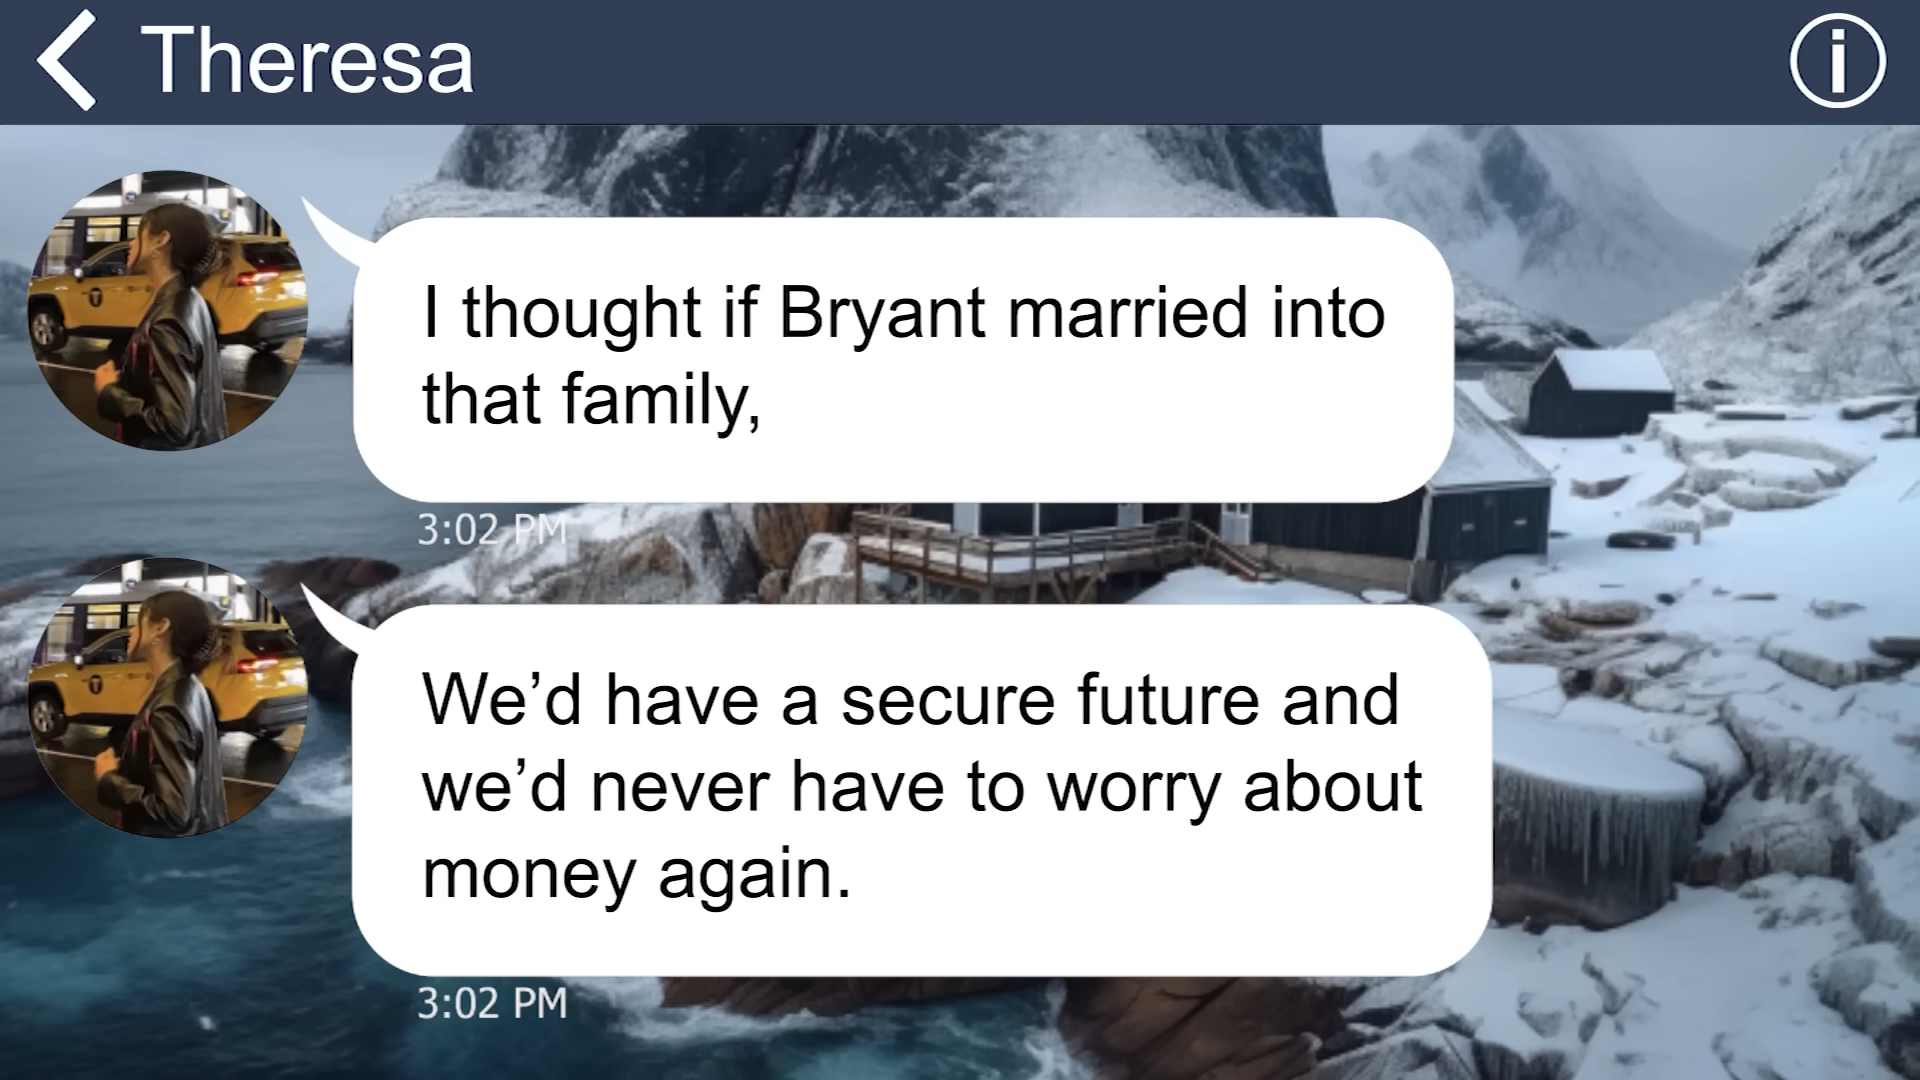 Theresa
I thought if Bryant married into
that family,
3:02 PM
We’d have a secure future and
we’d never have to worry about
money again.
3:02 PM